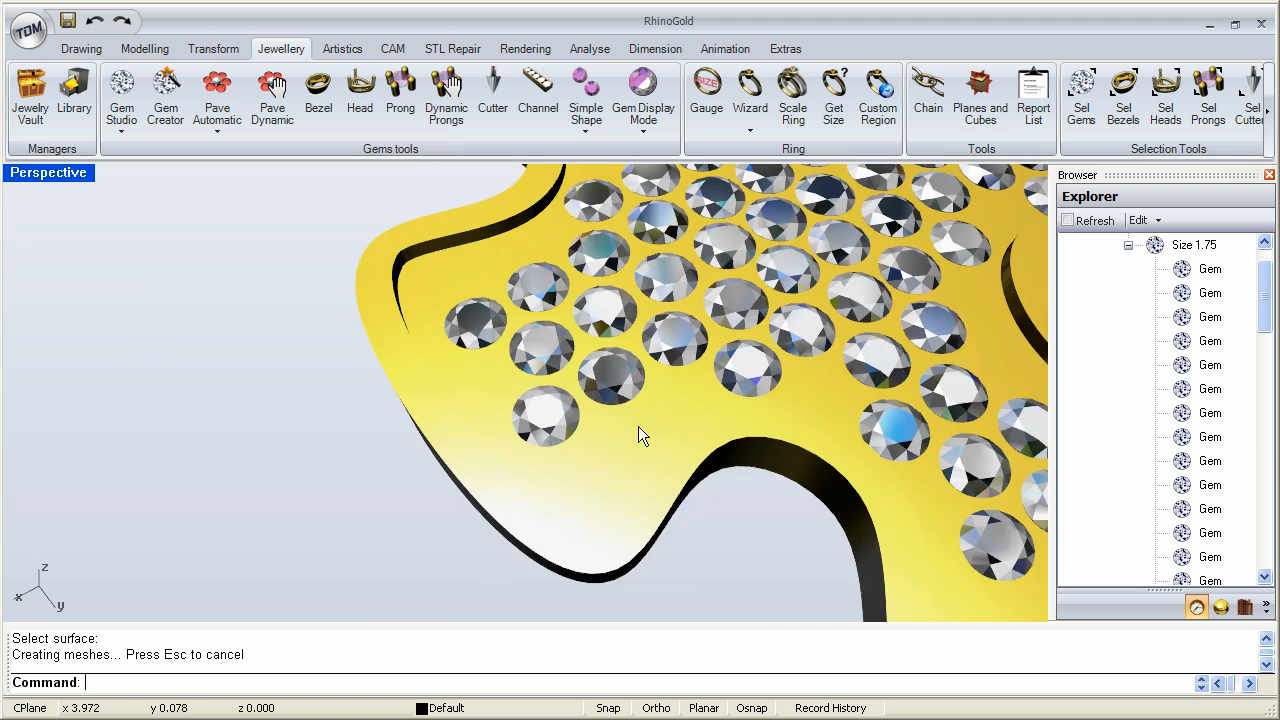 RhinoGold
TDM
Drawing Modelling Transform Jewellery Artistics CAM STL Repair Rendering Analyse Dimension Animation Extras
Jewelry Vault
Library
Gem Studio
Gem Creator
Pave Automatic
Pave Dynamic
Bezel
Head
Prong
Dynamic Prongs
Cutter
Channel
Simple Shape
Gem Display Mode
SIZE
Gauge
Wizard
Scale Ring
?
Get Size
Custom Region
Chain
Planes and Cubes
Report List
Sel Gems
Sel Bezels
Sel Heads
Sel Prongs
Sel Cutter
Managers
Gems tools
Ring
Tools
Selection Tools
Perspective
z
x
y
Browser
Explorer
Refresh Edit
Size 1.75
Gem
Gem
Gem
Gem
Gem
Gem
Gem
Gem
Gem
Gem
Gem
Gem
Gem
Gem
Select surface:
Creating meshes... Press Esc to cancel
Command:
CPlane x 3.972 y 0.078 z 0.000 Default Snap Ortho Planar Osnap Record History